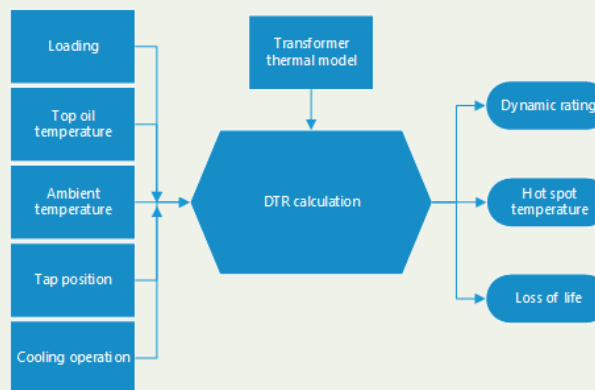 Loading
Top oil
temperature
Ambient
temperature
Tap position
Cooling operation
Transformer
thermal model
DTR calculation
Dynamic rating
Hot spot
temperature
Loss of life